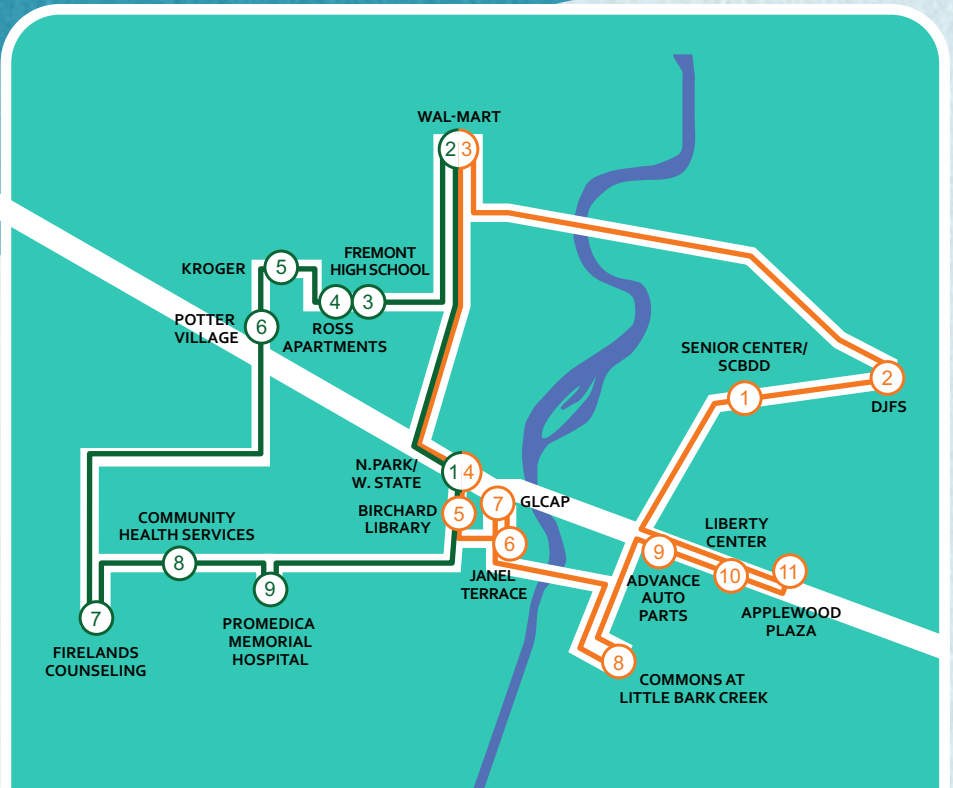 WAL-MART
2 3
FREMONT
HIGH SCHOOL
KROGER
5
4
3
ROSS
APARTMENTS
POTTER
VILLAGE
6
SENIOR CENTER/
SCBDD
1
2
DJFS
N.PARK/
W. STATE
1 4
BIRCHARD
LIBRARY
5
7
GLCAP
6
JANEL
TERRACE
LIBERTY
CENTER
9
10
11
ADVANCE
AUTO
PARTS
APPLEWOOD
PLAZA
COMMUNITY
HEALTH SERVICES
8
9
7
PROMEDICA
MEMORIAL
HOSPITAL
FIRELANDS
COUNSELING
8
COMMONS AT
LITTLE BARK CREEK